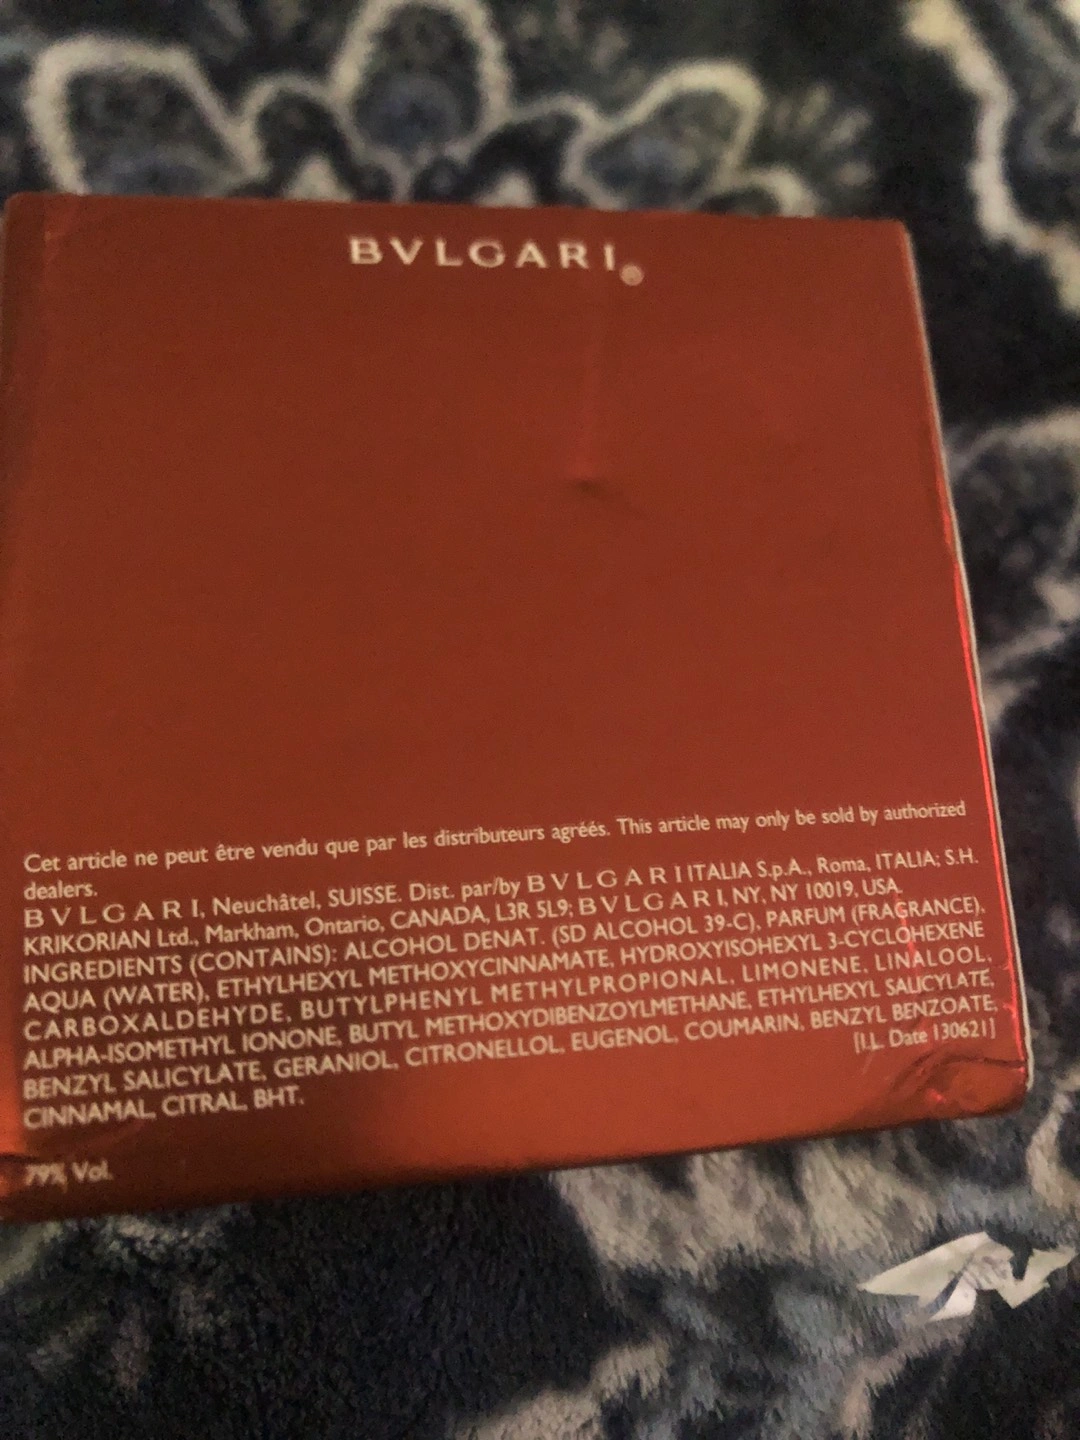 BVLGARI®
Cet article ne peut être vendu que par les distributeurs agréés. This article may only be sold by authorized
dealers.
BVLGARI, Neuchâtel, SUISSE. Dist. par/by BVLGARI ITALIA S.p.A., Roma, ITALIA; S.H.
KRIKORIAN Ltd., Markham, Ontario, CANADA, L3R 5L9; BVLGARI, NY, NY 10019, USA.
INGREDIENTS (CONTAINS): ALCOHOL DENAT. (SD ALCOHOL 39-C), PARFUM (FRAGRANCE),
AQUA (WATER), ETHYLHEXYL METHOXYCINNAMATE, HYDROXYISOHEXYL 3-CYCLOHEXENE
CARBOXALDEHYDE, BUTYLPHENYL METHYLPROPIONAL, LIMONENE, LINALOOL,
ALPHA-ISOMETHYL IONONE, BUTYL METHOXYDIBENZOYLMETHANE, ETHYLHEXYL SALICYLATE,
BENZYL SALICYLATE, GERANIOL, CITRONELLOL, EUGENOL, COUMARIN, BENZYL BENZOATE,
CINNAMAL, CITRAL, BHT. [I.L. Date 130621]
79% Vol.